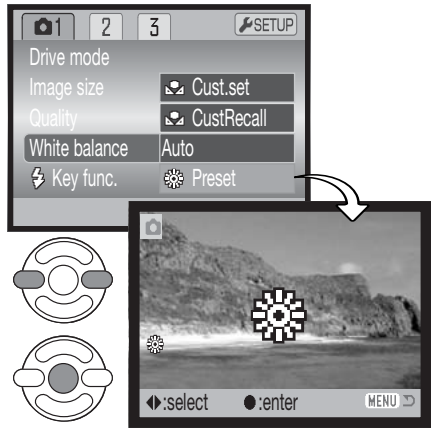 1 2 3 SETUP
Drive mode
Image size Cust.set
Quality CustRecall
White balance Auto
Key func. Preset
:select :enter MENU